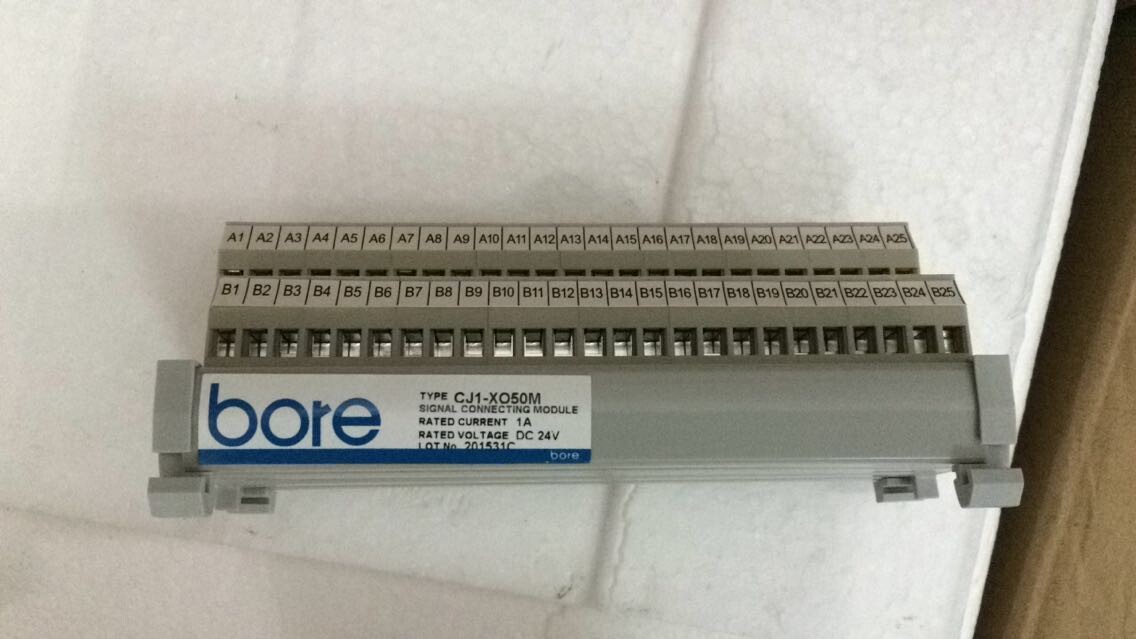 A1 A2 A3 A4 A5 A6 A7 A8 A9 A10 A11 A12 A13 A14 A15 A16 A17 A18 A19 A20 A21 A22 A23 A24 A25
B1 B2 B3 B4 B5 B6 B7 B8 B9 B10 B11 B12 B13 B14 B15 B16 B17 B18 B19 B20 B21 B22 B23 B24 B25
bore
TYPE CJ1-XO50M
SIGNAL CONNECTING MODULE
RATED CURRENT 1A
RATED VOLTAGE DC 24V
LOT No. 201531C
bore